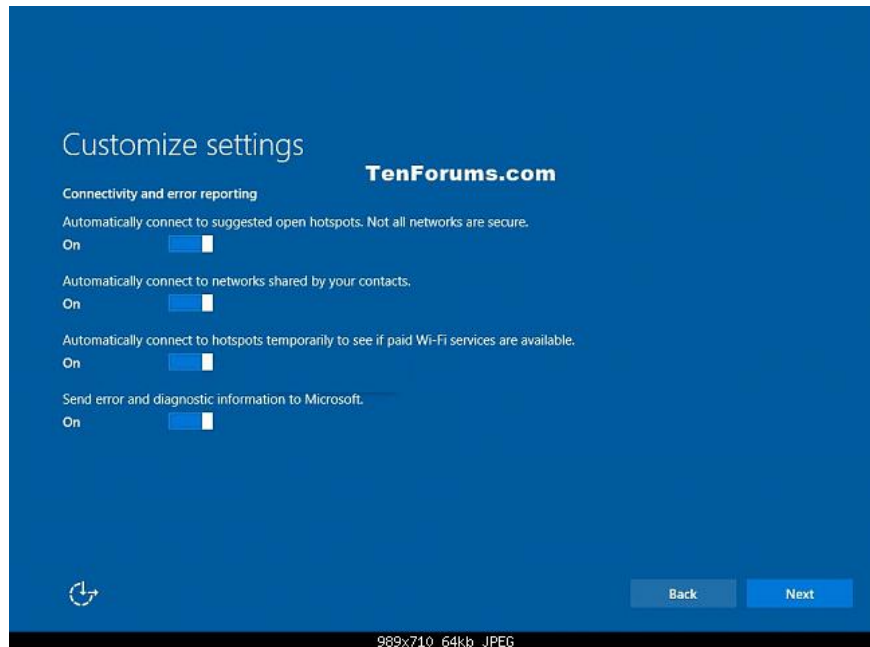 Customize settings
TenForums.com
Connectivity and error reporting
Automatically connect to suggested open hotspots. Not all networks are secure.
On
Automatically connect to networks shared by your contacts.
On
Automatically connect to hotspots temporarily to see if paid Wi-Fi services are available.
On
Send error and diagnostic information to Microsoft.
On
Back Next
989x710 64kb JPEG